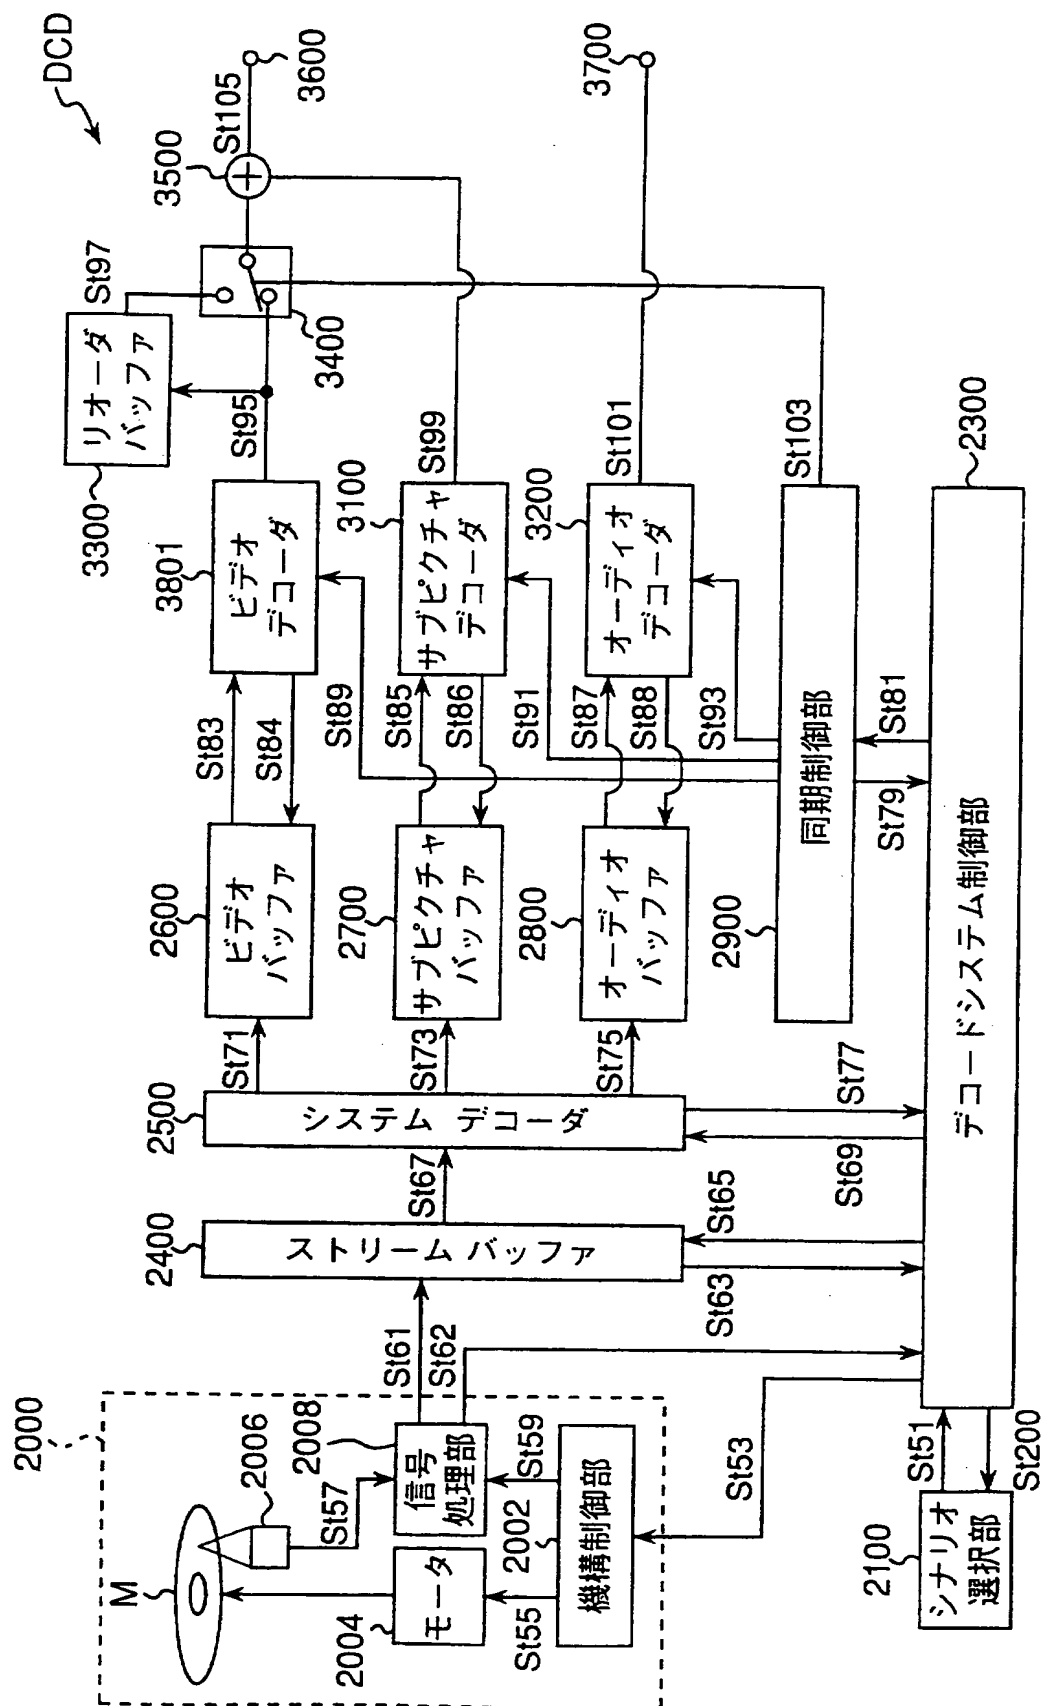 DCD
2000
M
2006
St57
2008
信号
処理部
モータ
2004
2002
St55
St59
機構制御部
St61
St62
St53
2100
シナリオ
選択部
St51
St200
2400
ストリーム バッファ
St63
St65
St67
2500
システム デコーダ
St69
St77
St71
St73
St75
2600
ビデオ
バッファ
2700
サブピクチャ
バッファ
2800
オーディオ
バッファ
2900
同期制御部
St79
St81
2300
デコードシステム制御部
St83
St84
St89
St85
St86
St91
St87
St88
St93
3801
ビデオ
デコーダ
3100
サブピクチャ
デコーダ
3200
オーディオ
デコーダ
St95
St99
St101
St103
3300
リオーダ
バッファ
St97
3400
3500
St105
3600
3700